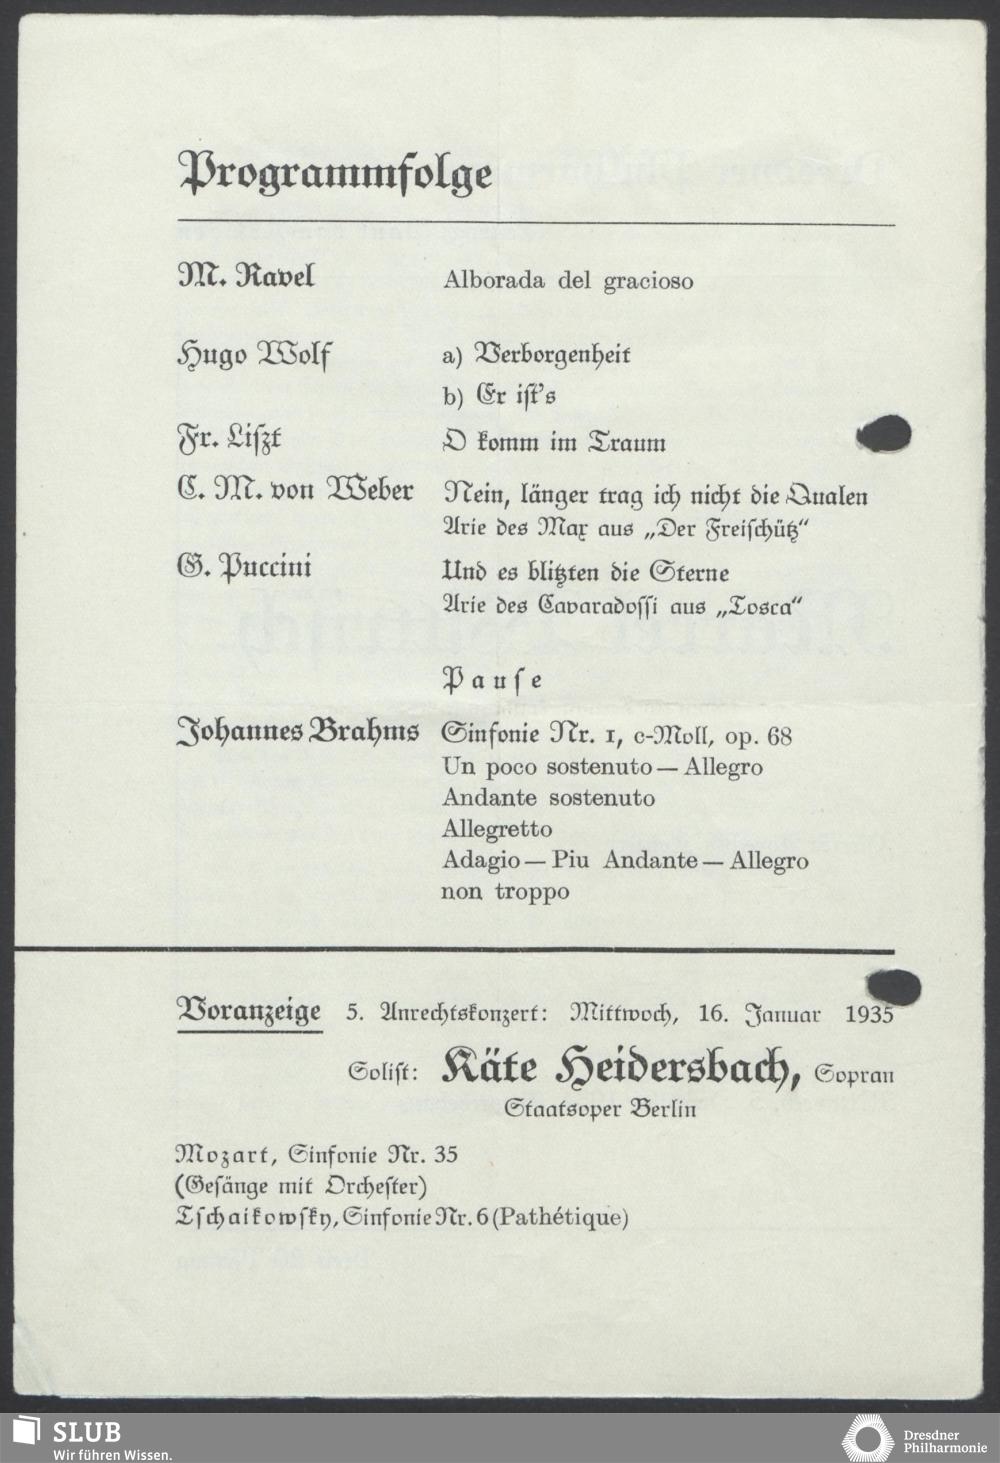 Programmfolge
M. Ravel Alborada del gracioso
Hugo Wolf a) Verborgenheit
b) Er ist's
Fr. Liszt O komm im Traum
C. M. von Weber Nein, länger trag ich nicht die Qualen
Arie des Max aus „Der Freischütz“
G. Puccini Und es blitzten die Sterne
Arie des Cavaradossi aus „Tosca“
Pause
Johannes Brahms Sinfonie Nr. 1, c-Moll, op. 68
Un poco sostenuto — Allegro
Andante sostenuto
Allegretto
Adagio — Piu Andante — Allegro
non troppo
Voranzeige 5. Anrechtskonzert: Mittwoch, 16. Januar 1935
Solist: Käte Heidersbach, Sopran
Staatsoper Berlin
Mozart, Sinfonie Nr. 35
(Gesänge mit Orchester)
Tschaikowsky, Sinfonie Nr. 6 (Pathétique)
SLUB
Wir führen Wissen.
Dresdner
Philharmonie